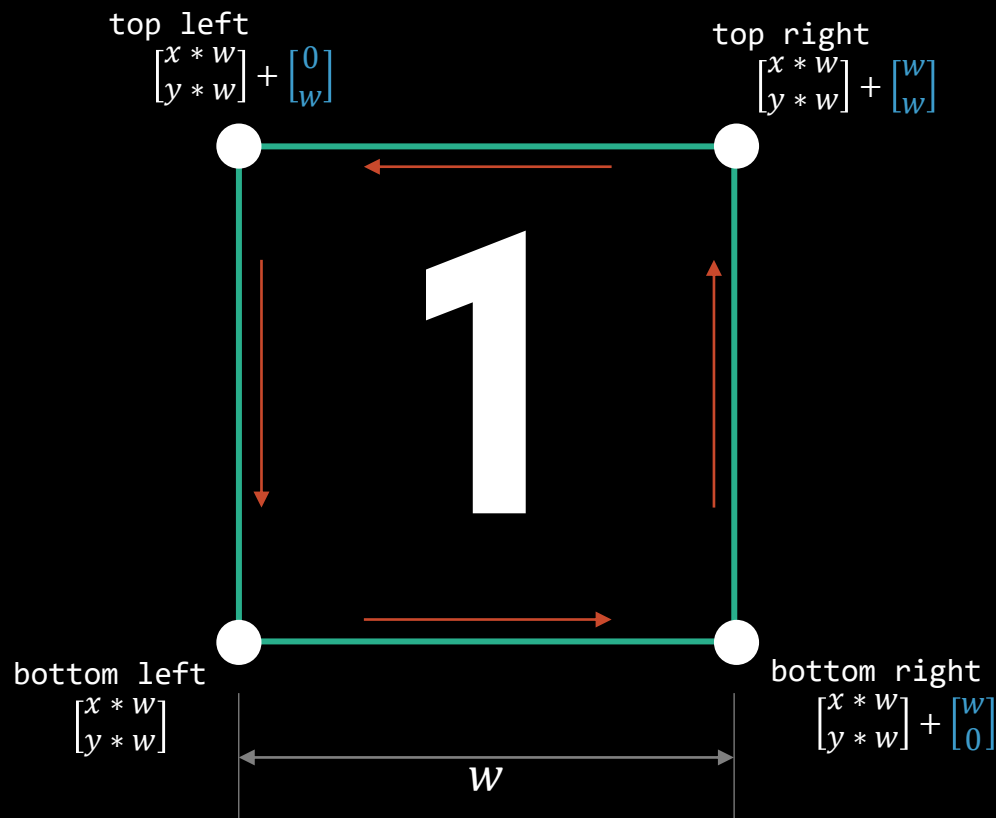 top left
[x * w
y * w] + [0
w]
top right
[x * w
y * w] + [w
w]
1
bottom left
[x * w
y * w]
bottom right
[x * w
y * w] + [w
0]
w